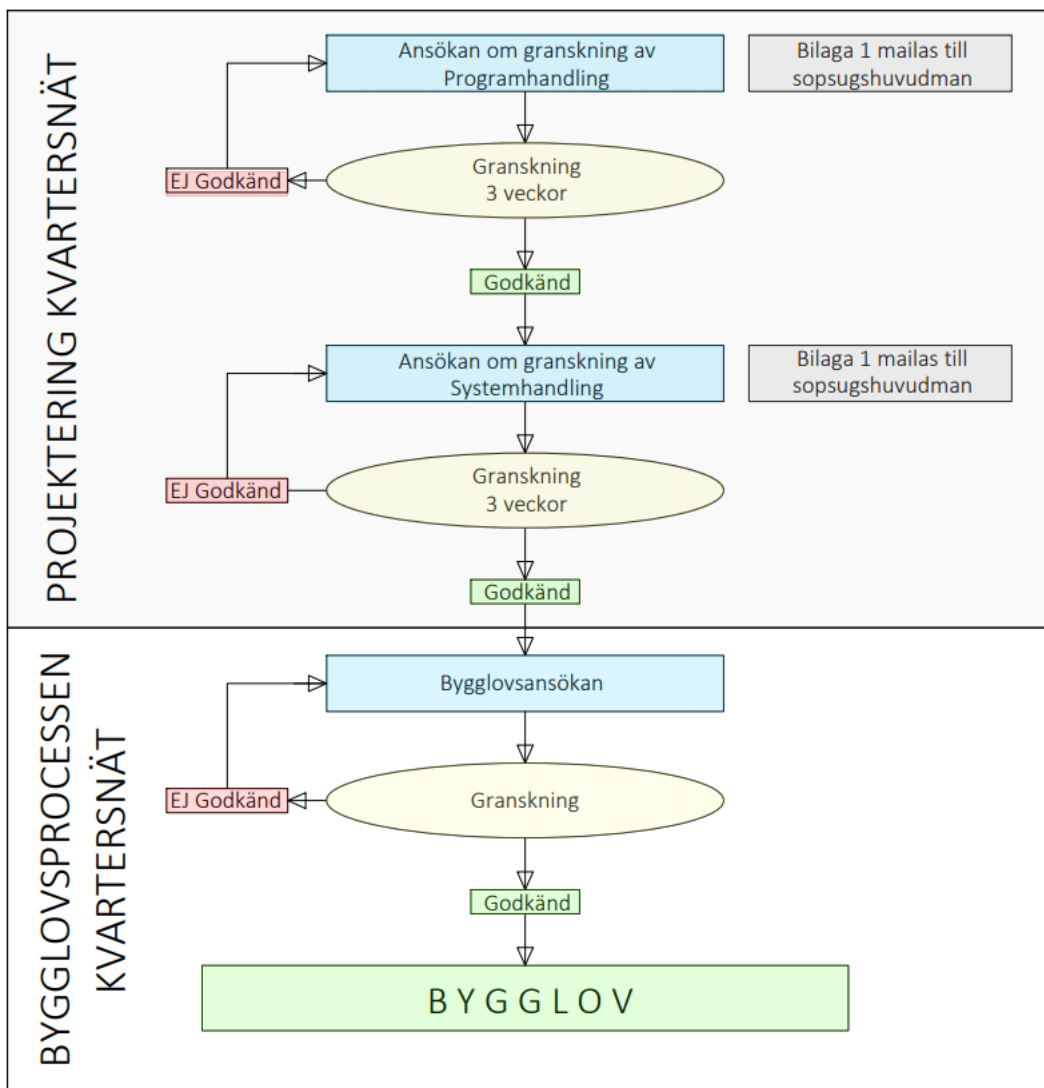 PROJEKTERING KVARTERSNÄT
Ansökan om granskning av
Programhandling
Bilaga 1 mailas till
sopsugshuvudman
Granskning
3 veckor
EJ Godkänd
Godkänd
Ansökan om granskning av
Systemhandling
Bilaga 1 mailas till
sopsugshuvudman
Granskning
3 veckor
EJ Godkänd
Godkänd
BYGGLOVSPROCESSEN
KVARTERSNÄT
Bygglovsansökan
Granskning
EJ Godkänd
Godkänd
BYGGLOV